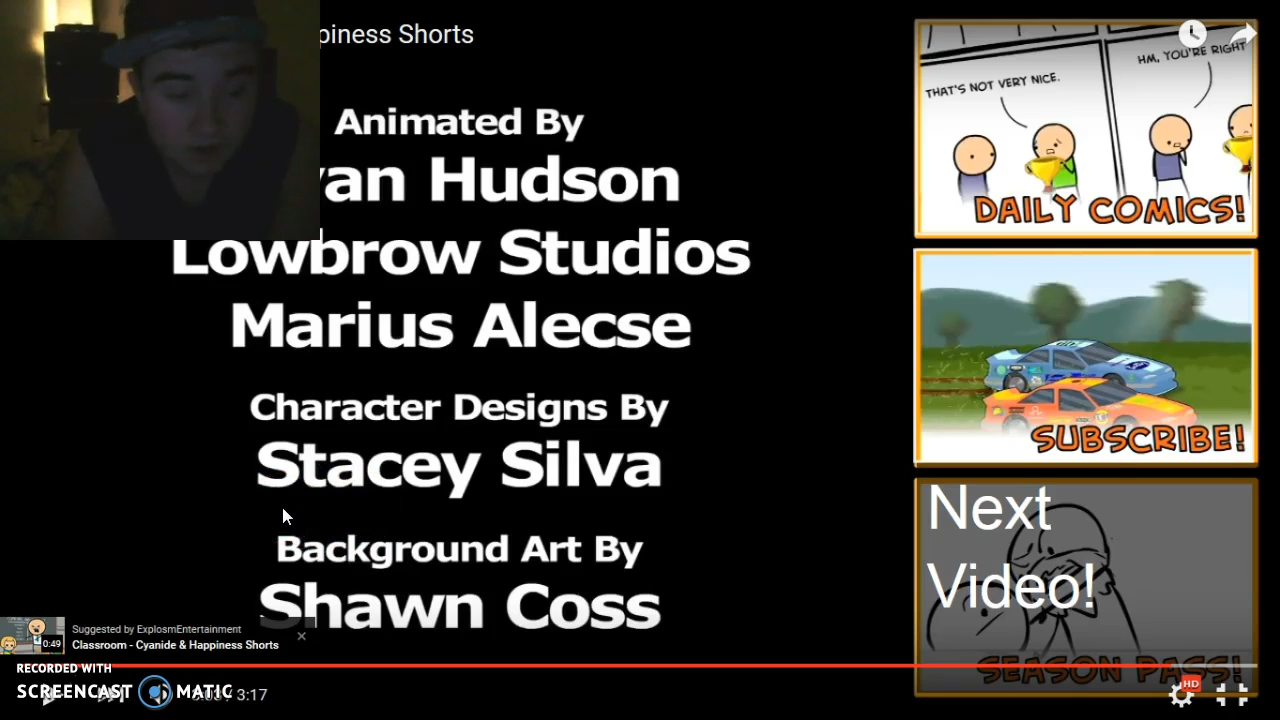 piness Shorts
Animated By
van Hudson
Lowbrow Studios
Marius Alecse
Character Designs By
Stacey Silva
Background Art By
Shawn Coss
THAT'S NOT VERY NICE.
HM, YOU'RE RIGHT
DAILY COMICS!
SUBSCRIBE!
Next
Video!
SEASON PASS!
0:49
Suggested by ExplosmEntertainment
Classroom - Cyanide & Happiness Shorts
RECORDED WITH
SCREENCAST MATIC
/ 3:17
HD